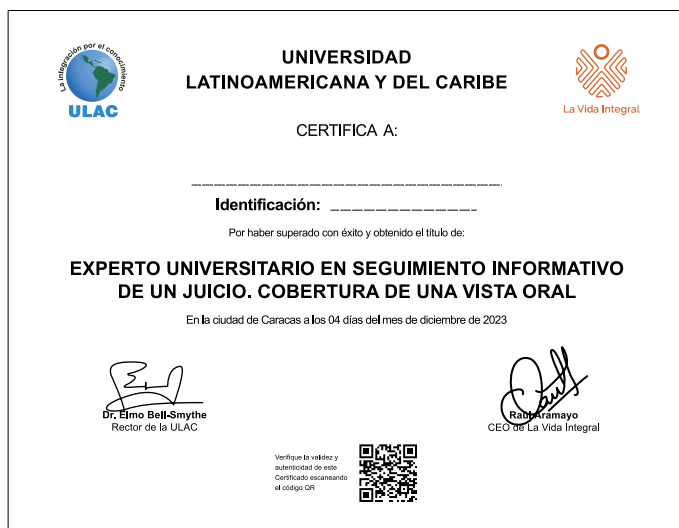 La integración por el conocimiento
ULAC
UNIVERSIDAD
LATINOAMERICANA Y DEL CARIBE
La Vida Integral
CERTIFICA A:
Identificación:
Por haber superado con éxito y obtenido el título de:
EXPERTO UNIVERSITARIO EN SEGUIMIENTO INFORMATIVO
DE UN JUICIO. COBERTURA DE UNA VISTA ORAL
En la ciudad de Caracas a los 04 días del mes de diciembre de 2023
Dr. Elmo Bell-Smythe
Rector de la ULAC
Raúl Aramayo
CEO de La Vida Integral
Verifique la validez y
autenticidad de este
Certificado escaneando
el código QR